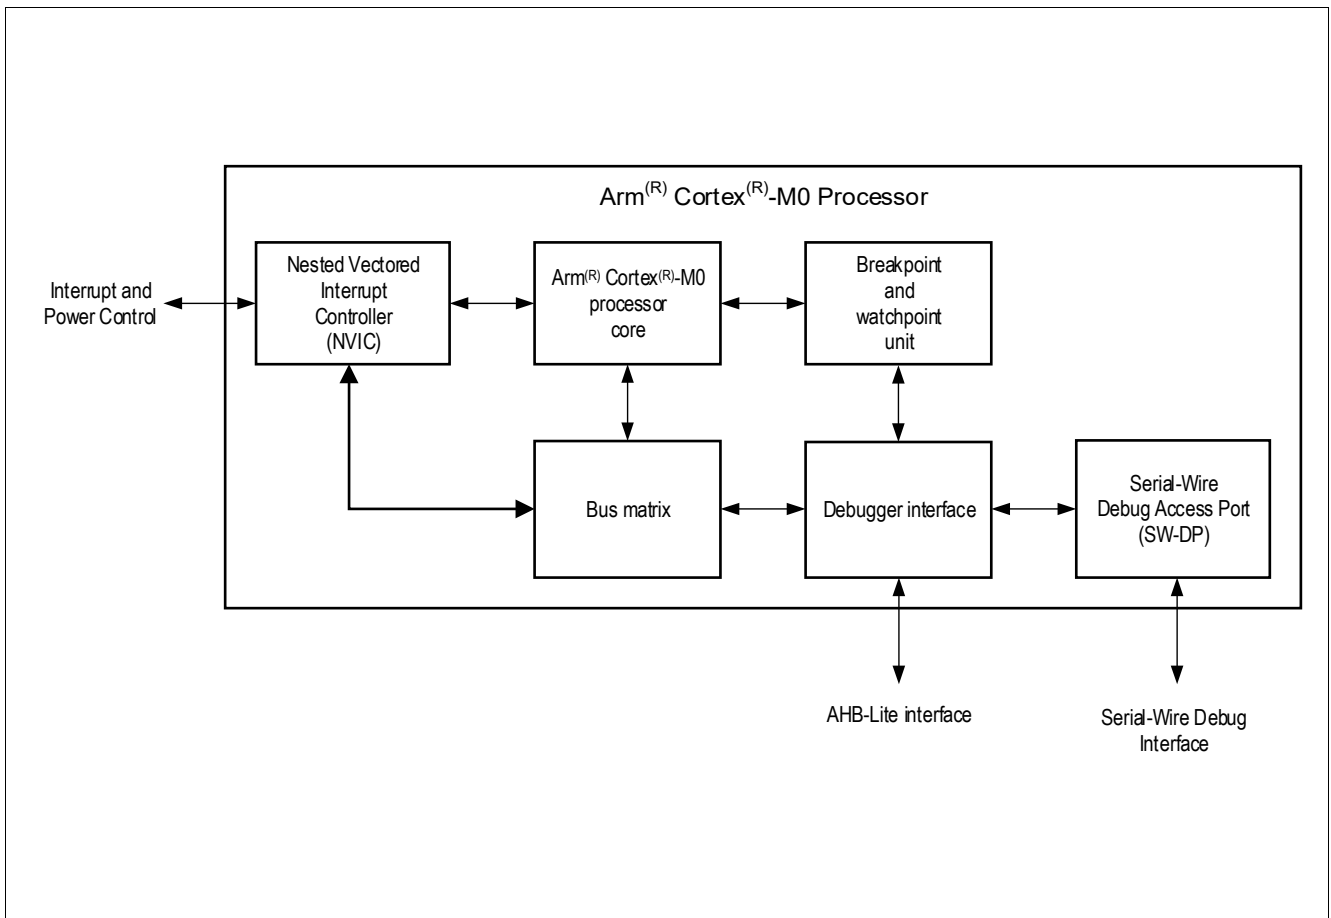 Arm(R) Cortex(R)-M0 Processor
Interrupt and
Power Control
Nested Vectored
Interrupt
Controller
(NVIC)
Arm(R) Cortex(R)-M0
processor
core
Breakpoint
and
watchpoint
unit
Bus matrix
Debugger interface
Serial-Wire
Debug Access Port
(SW-DP)
AHB-Lite interface
Serial-Wire Debug
Interface